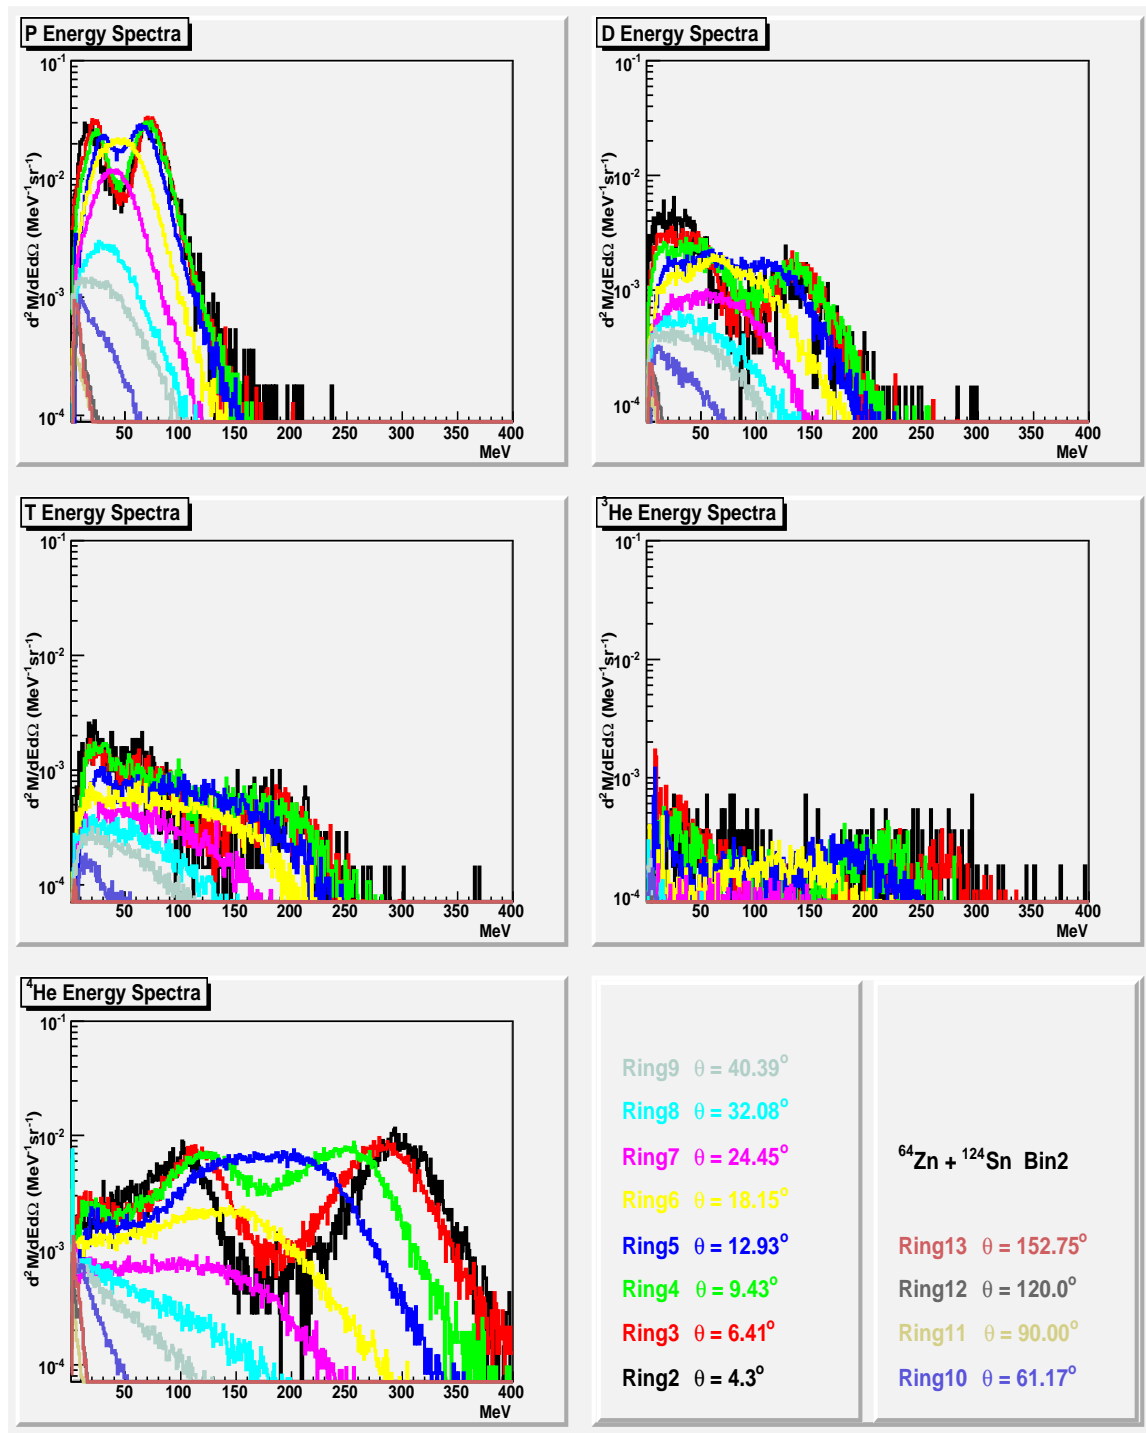 P Energy Spectra
d²M/dEdΩ (MeV⁻¹sr⁻¹)
10⁻¹
10⁻²
10⁻³
10⁻⁴
50 100 150 200 250 300 350 400
MeV
D Energy Spectra
d²M/dEdΩ (MeV⁻¹sr⁻¹)
10⁻¹
10⁻²
10⁻³
10⁻⁴
50 100 150 200 250 300 350 400
MeV
T Energy Spectra
d²M/dEdΩ (MeV⁻¹sr⁻¹)
10⁻¹
10⁻²
10⁻³
10⁻⁴
50 100 150 200 250 300 350 400
MeV
³He Energy Spectra
d²M/dEdΩ (MeV⁻¹sr⁻¹)
10⁻¹
10⁻²
10⁻³
10⁻⁴
50 100 150 200 250 300 350 400
MeV
⁴He Energy Spectra
d²M/dEdΩ (MeV⁻¹sr⁻¹)
10⁻¹
10⁻²
10⁻³
10⁻⁴
50 100 150 200 250 300 350 400
MeV
Ring9 θ = 40.39°
Ring8 θ = 32.08°
Ring7 θ = 24.45°
Ring6 θ = 18.15°
Ring5 θ = 12.93°
Ring4 θ = 9.43°
Ring3 θ = 6.41°
Ring2 θ = 4.3°
⁶⁴Zn + ¹²⁴Sn Bin2
Ring13 θ = 152.75°
Ring12 θ = 120.0°
Ring11 θ = 90.00°
Ring10 θ = 61.17°